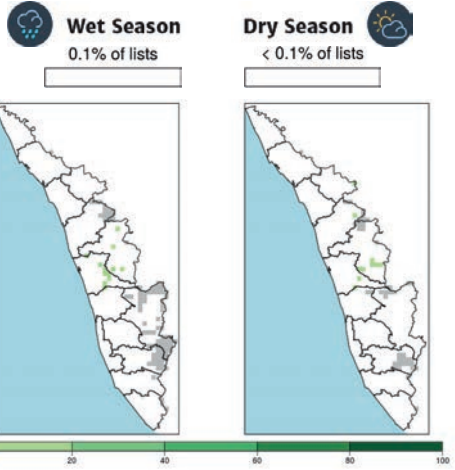 Wet Season
Dry Season
0.1% of lists
< 0.1% of lists
20
40
60
80
100